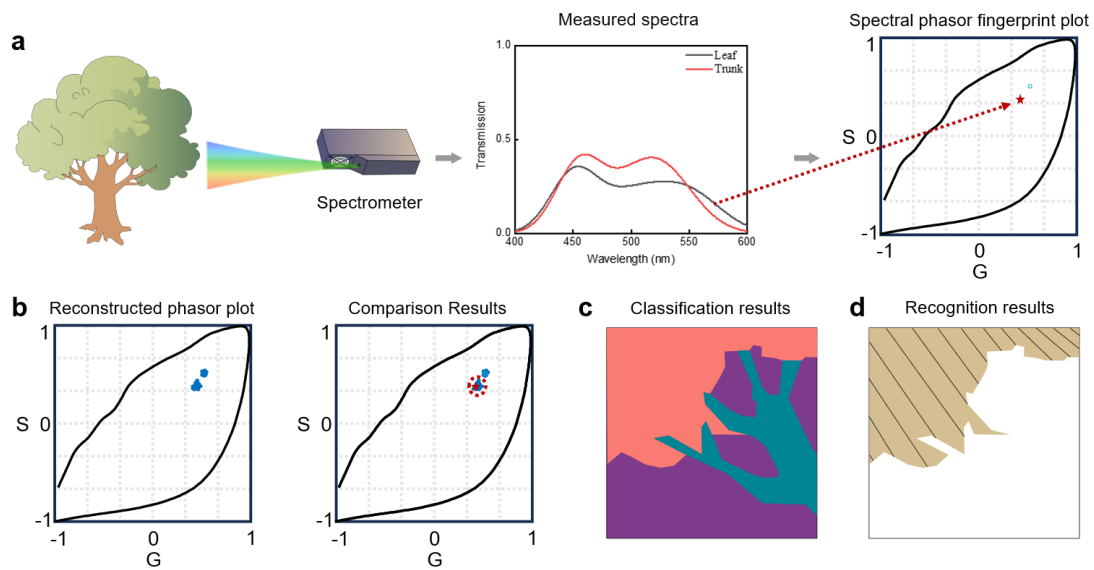 a
Measured spectra
Spectral phasor fingerprint plot
Spectrometer
Transmission
1.0
0.5
0.0
Leaf
Trunk
400
450
500
550
600
Wavelength (nm)
1
S
0
-1
-1
0
1
G
b
Reconstructed phasor plot
1
S
0
-1
-1
0
1
G
Comparison Results
1
S
0
-1
-1
0
1
G
c
Classification results
d
Recognition results